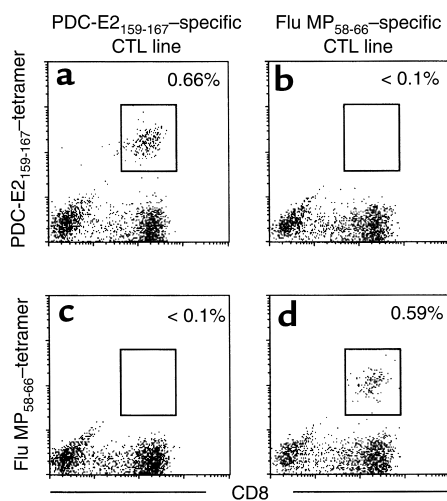 PDC-E2159-167–specific
CTL line
Flu MP58-66–specific
CTL line
PDC-E2159-167–tetramer
a
0.66%
b
< 0.1%
Flu MP58-66–tetramer
c
< 0.1%
d
0.59%
CD8